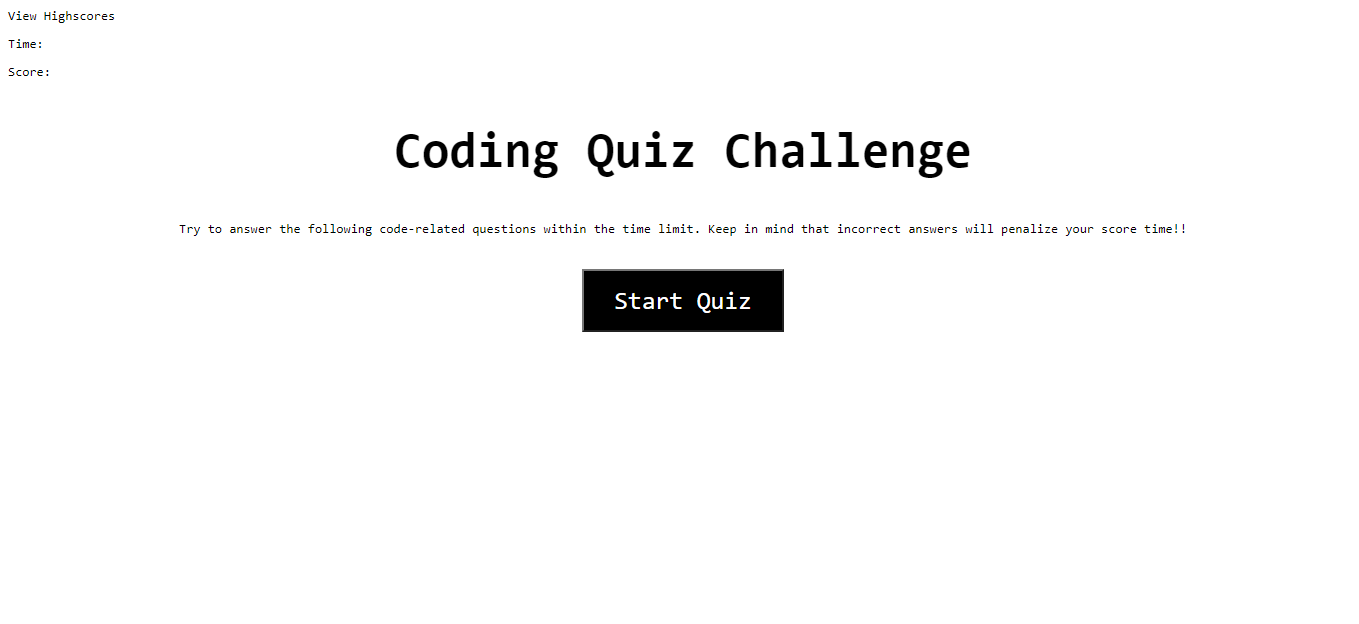 View Highscores
Time:
Score:
Coding Quiz Challenge
Try to answer the following code-related questions within the time limit. Keep in mind that incorrect answers will penalize your score time!!
Start Quiz